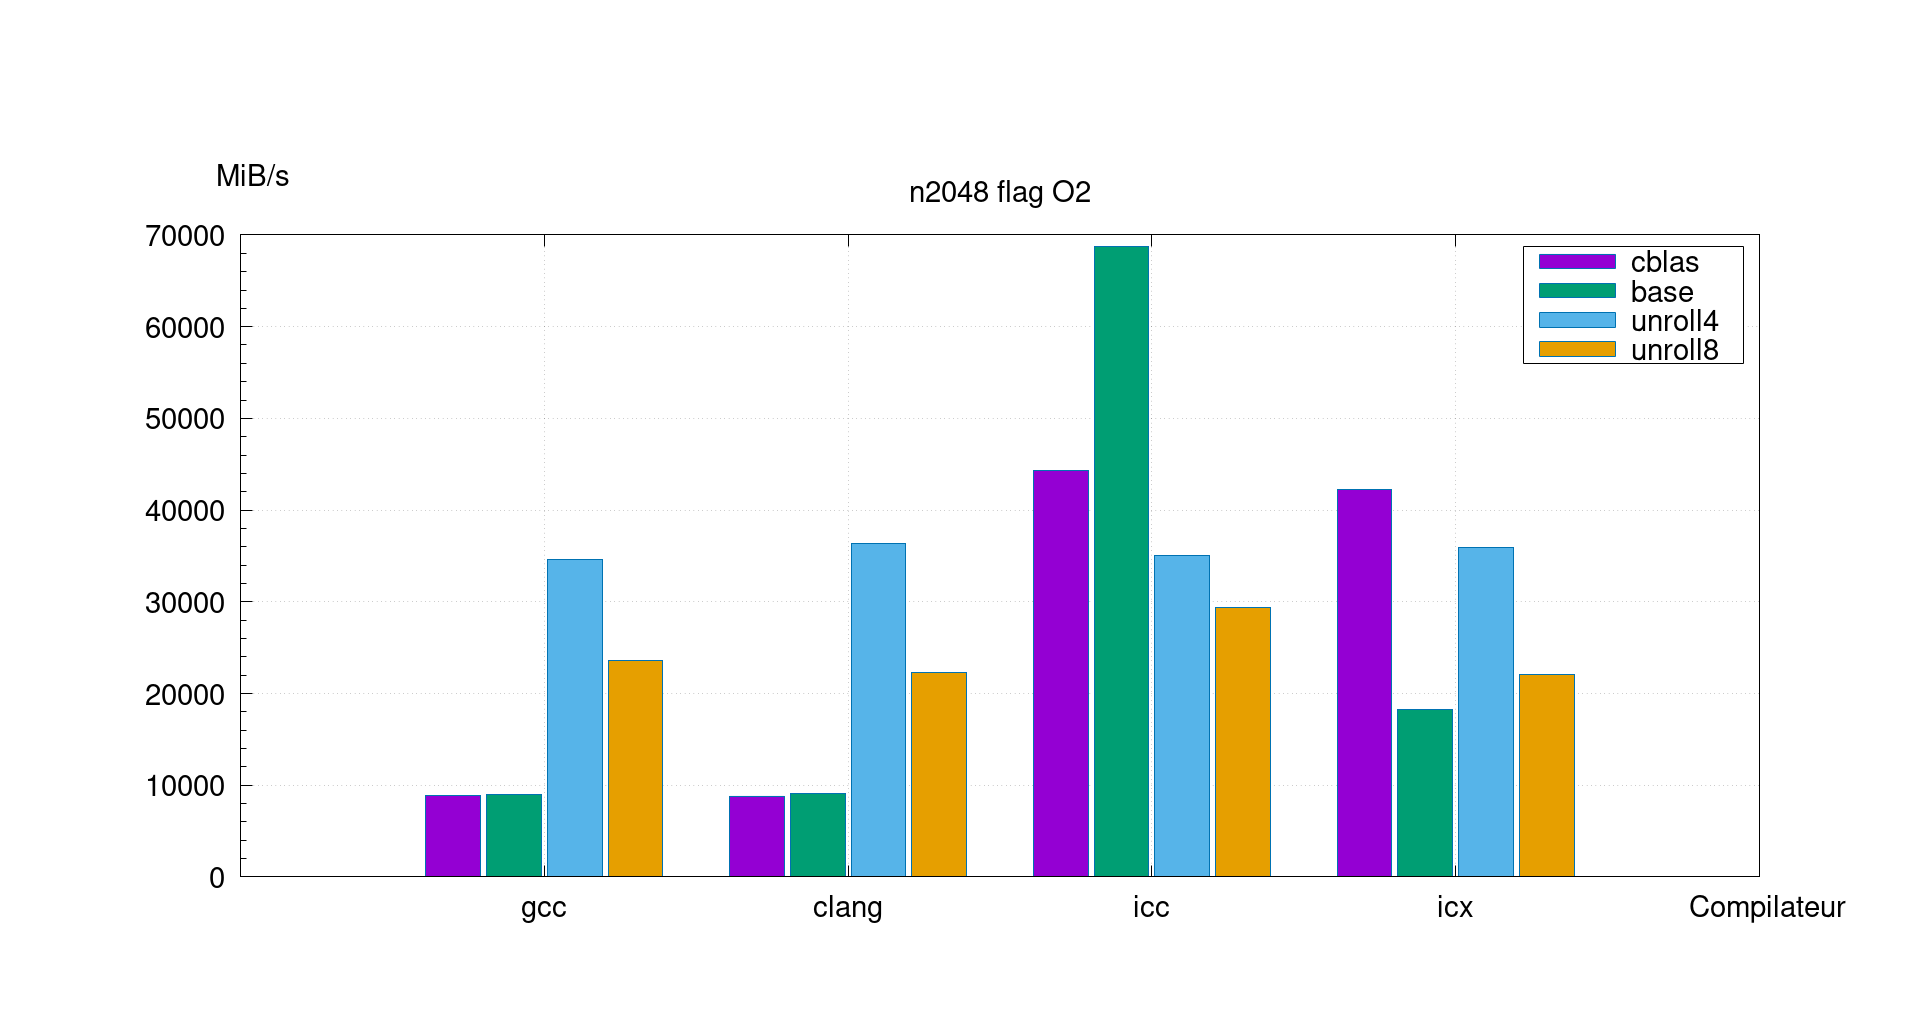 MiB/s
n2048 flag O2
70000
60000
50000
40000
30000
20000
10000
0
cblas
base
unroll4
unroll8
gcc clang icc icx Compilateur